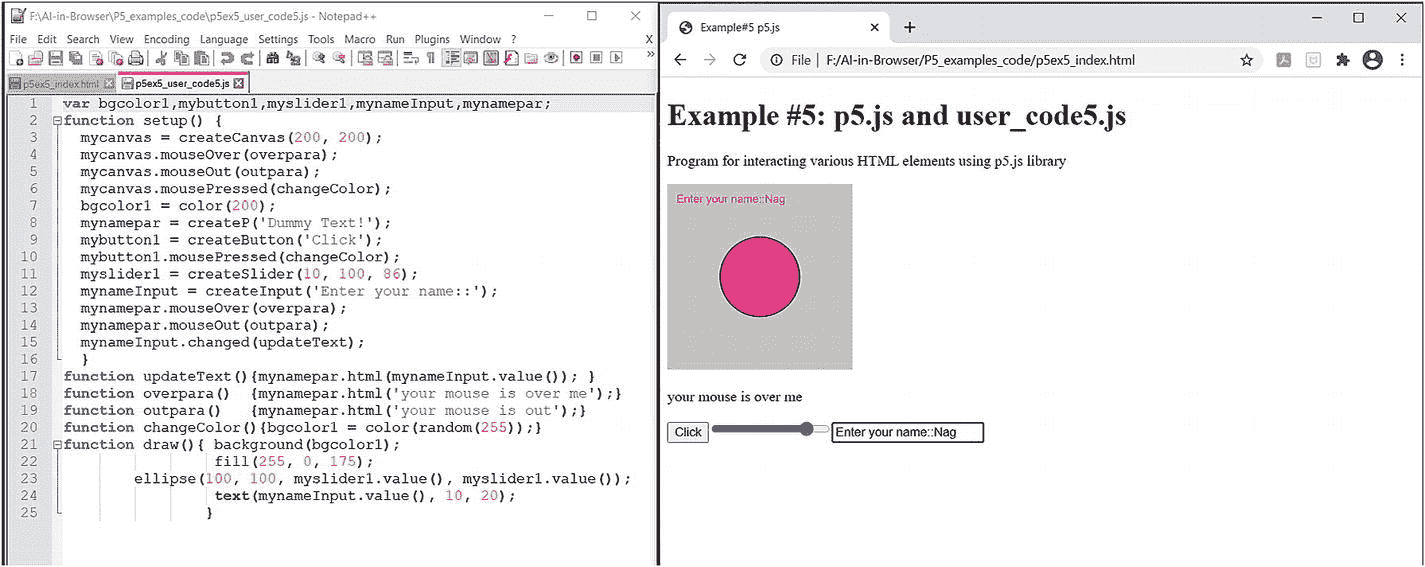 F:\AI-in-Browser\P5_examples_code\p5ex5_user_code5.js - Notepad++
File Edit Search View Encoding Language Settings Tools Macro Run Plugins Window ? X
p5ex5_index.html p5ex5_user_code5.js
1 var bgcolor1,mybutton1,myslider1,mynameInput,mynamepar;
2 function setup() {
3 mycanvas = createCanvas(200, 200);
4 mycanvas.mouseOver(overpara);
5 mycanvas.mouseOut(outpara);
6 mycanvas.mousePressed(changeColor);
7 bgcolor1 = color(200);
8 mynamepar = createP('Dummy Text!');
9 mybutton1 = createButton('Click');
10 mybutton1.mousePressed(changeColor);
11 myslider1 = createSlider(10, 100, 86);
12 mynameInput = createInput('Enter your name::');
13 mynamepar.mouseOver(overpara);
14 mynamepar.mouseOut(outpara);
15 mynameInput.changed(updateText);
16 }
17 function updateText(){mynamepar.html(mynameInput.value()); }
18 function overpara() {mynamepar.html('your mouse is over me');}
19 function outpara() {mynamepar.html('your mouse is out');}
20 function changeColor(){bgcolor1 = color(random(255));}
21 function draw(){ background(bgcolor1);
22 fill(255, 0, 175);
23 ellipse(100, 100, myslider1.value(), myslider1.value());
24 text(mynameInput.value(), 10, 20);
25 }
Example#5 p5.js
File | F:/AI-in-Browser/P5_examples_code/p5ex5_index.html
Example #5: p5.js and user_code5.js
Program for interacting various HTML elements using p5.js library
Enter your name::Nag
your mouse is over me
Click Enter your name::Nag